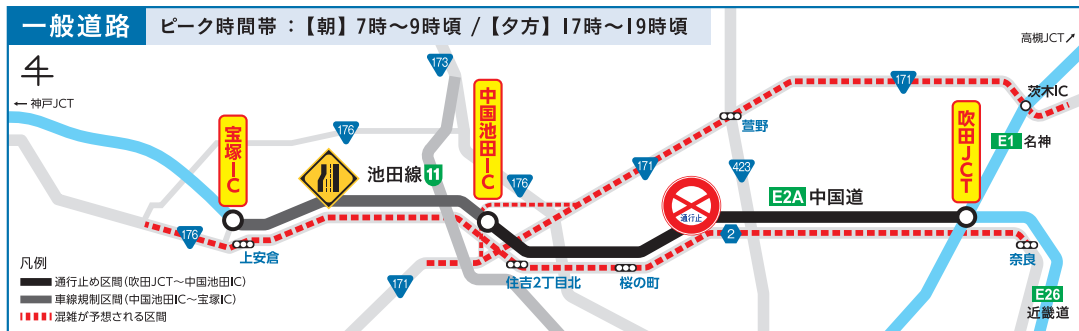 一般道路
ピーク時間帯：【朝】7時～9時頃 /【夕方】17時～19時頃
高槻JCT↗
←神戸JCT
173
171
茨木IC
中国池田IC
吹田JCT
宝塚IC
176
萱野
E1 名神
池田線 11
171
423
176
通行止
E2A 中国道
176
2
上安倉
171
住吉2丁目北
桜の町
奈良
E26
近畿道
凡例
通行止め区間(吹田JCT～中国池田IC)
車線規制区間(中国池田IC～宝塚IC)
混雑が予想される区間